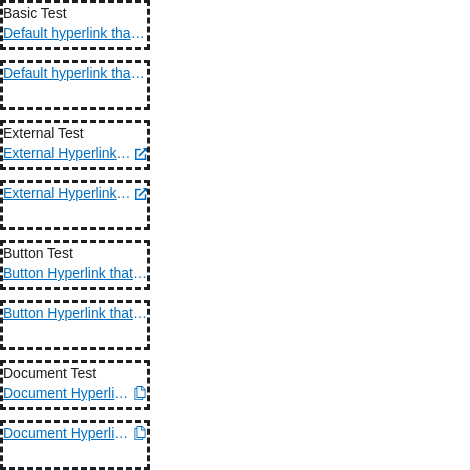 Basic Test
Default hyperlink tha…
Default hyperlink tha…
External Test
External Hyperlink…
External Hyperlink…
Button Test
Button Hyperlink that…
Button Hyperlink that…
Document Test
Document Hyperli…
Document Hyperli…